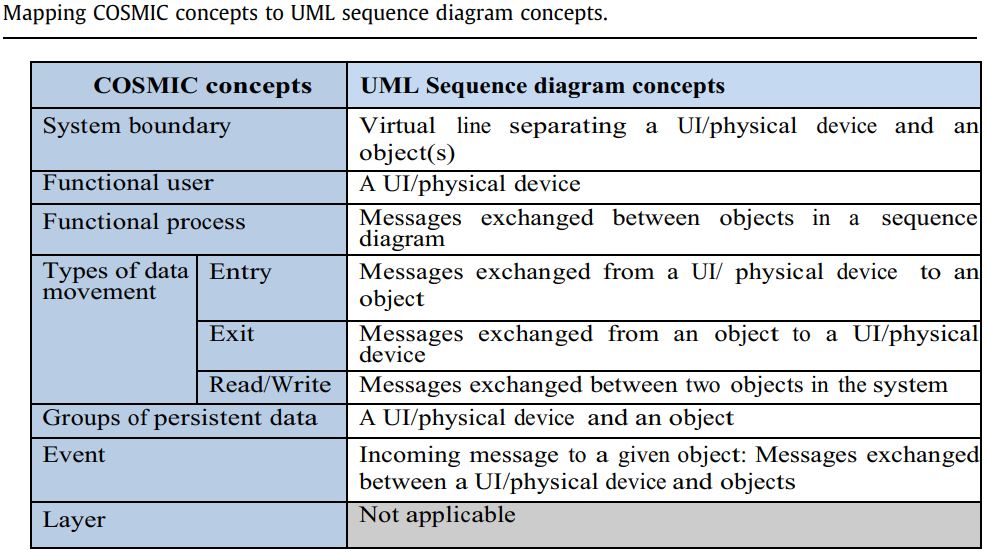 Mapping COSMIC concepts to UML sequence diagram concepts.
COSMIC concepts
UML Sequence diagram concepts
System boundary
Virtual line separating a UI/physical device and an
object(s)
Functional user
A UI/physical device
Functional process
Messages exchanged between objects in a sequence
diagram
Types of data
movement
Entry
Messages exchanged from a UI/ physical device to an
object
Exit
Messages exchanged from an object to a UI/physical
device
Read/Write
Messages exchanged between two objects in the system
Groups of persistent data
A UI/physical device and an object
Event
Incoming message to a given object: Messages exchanged
between a UI/physical device and objects
Layer
Not applicable